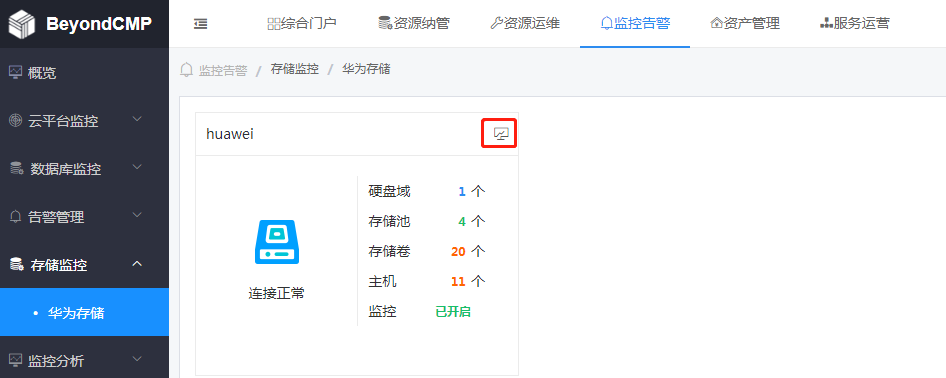 BeyondCMP
综合门户 资源纳管 资源运维 监控告警 资产管理 服务运营
监控告警 / 存储监控 / 华为存储
概览
云平台监控
数据库监控
告警管理
存储监控
华为存储
监控分析
huawei
连接正常
硬盘域 1 个
存储池 4 个
存储卷 20 个
主机 11 个
监控 已开启